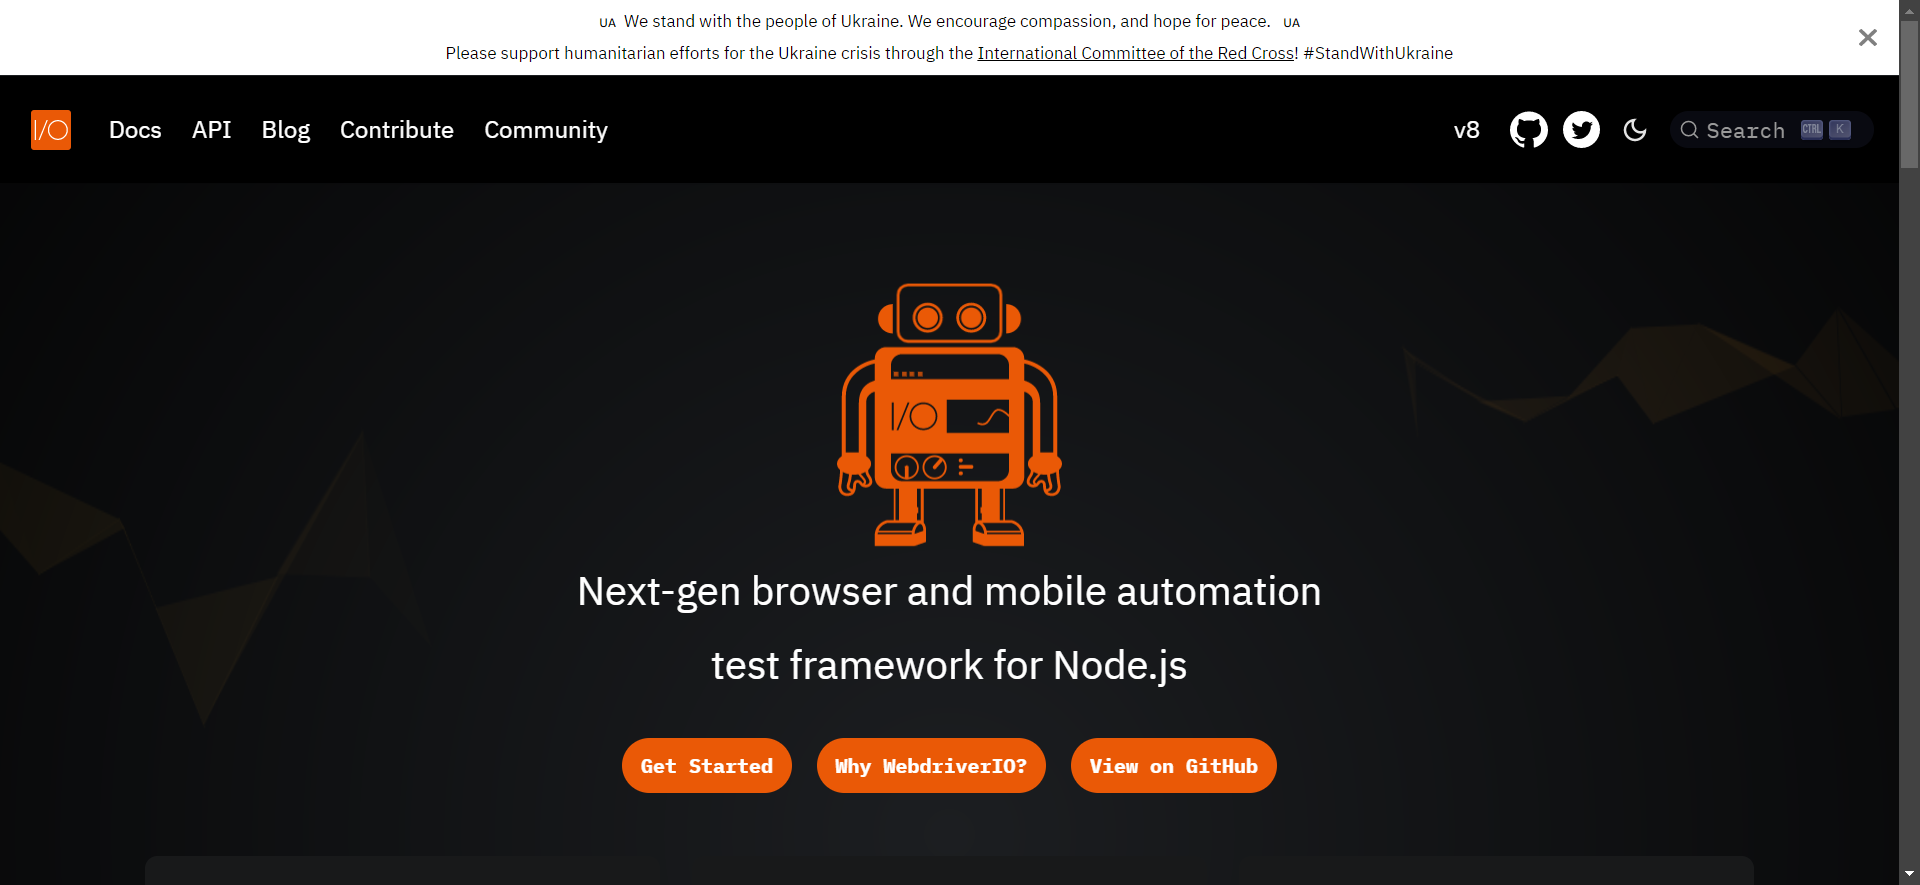 UA We stand with the people of Ukraine. We encourage compassion, and hope for peace. UA
Please support humanitarian efforts for the Ukraine crisis through the International Committee of the Red Cross! #StandWithUkraine
I/O Docs API Blog Contribute Community v8 Search CTRL K
I/O
Next-gen browser and mobile automation
test framework for Node.js
Get Started Why WebdriverIO? View on GitHub